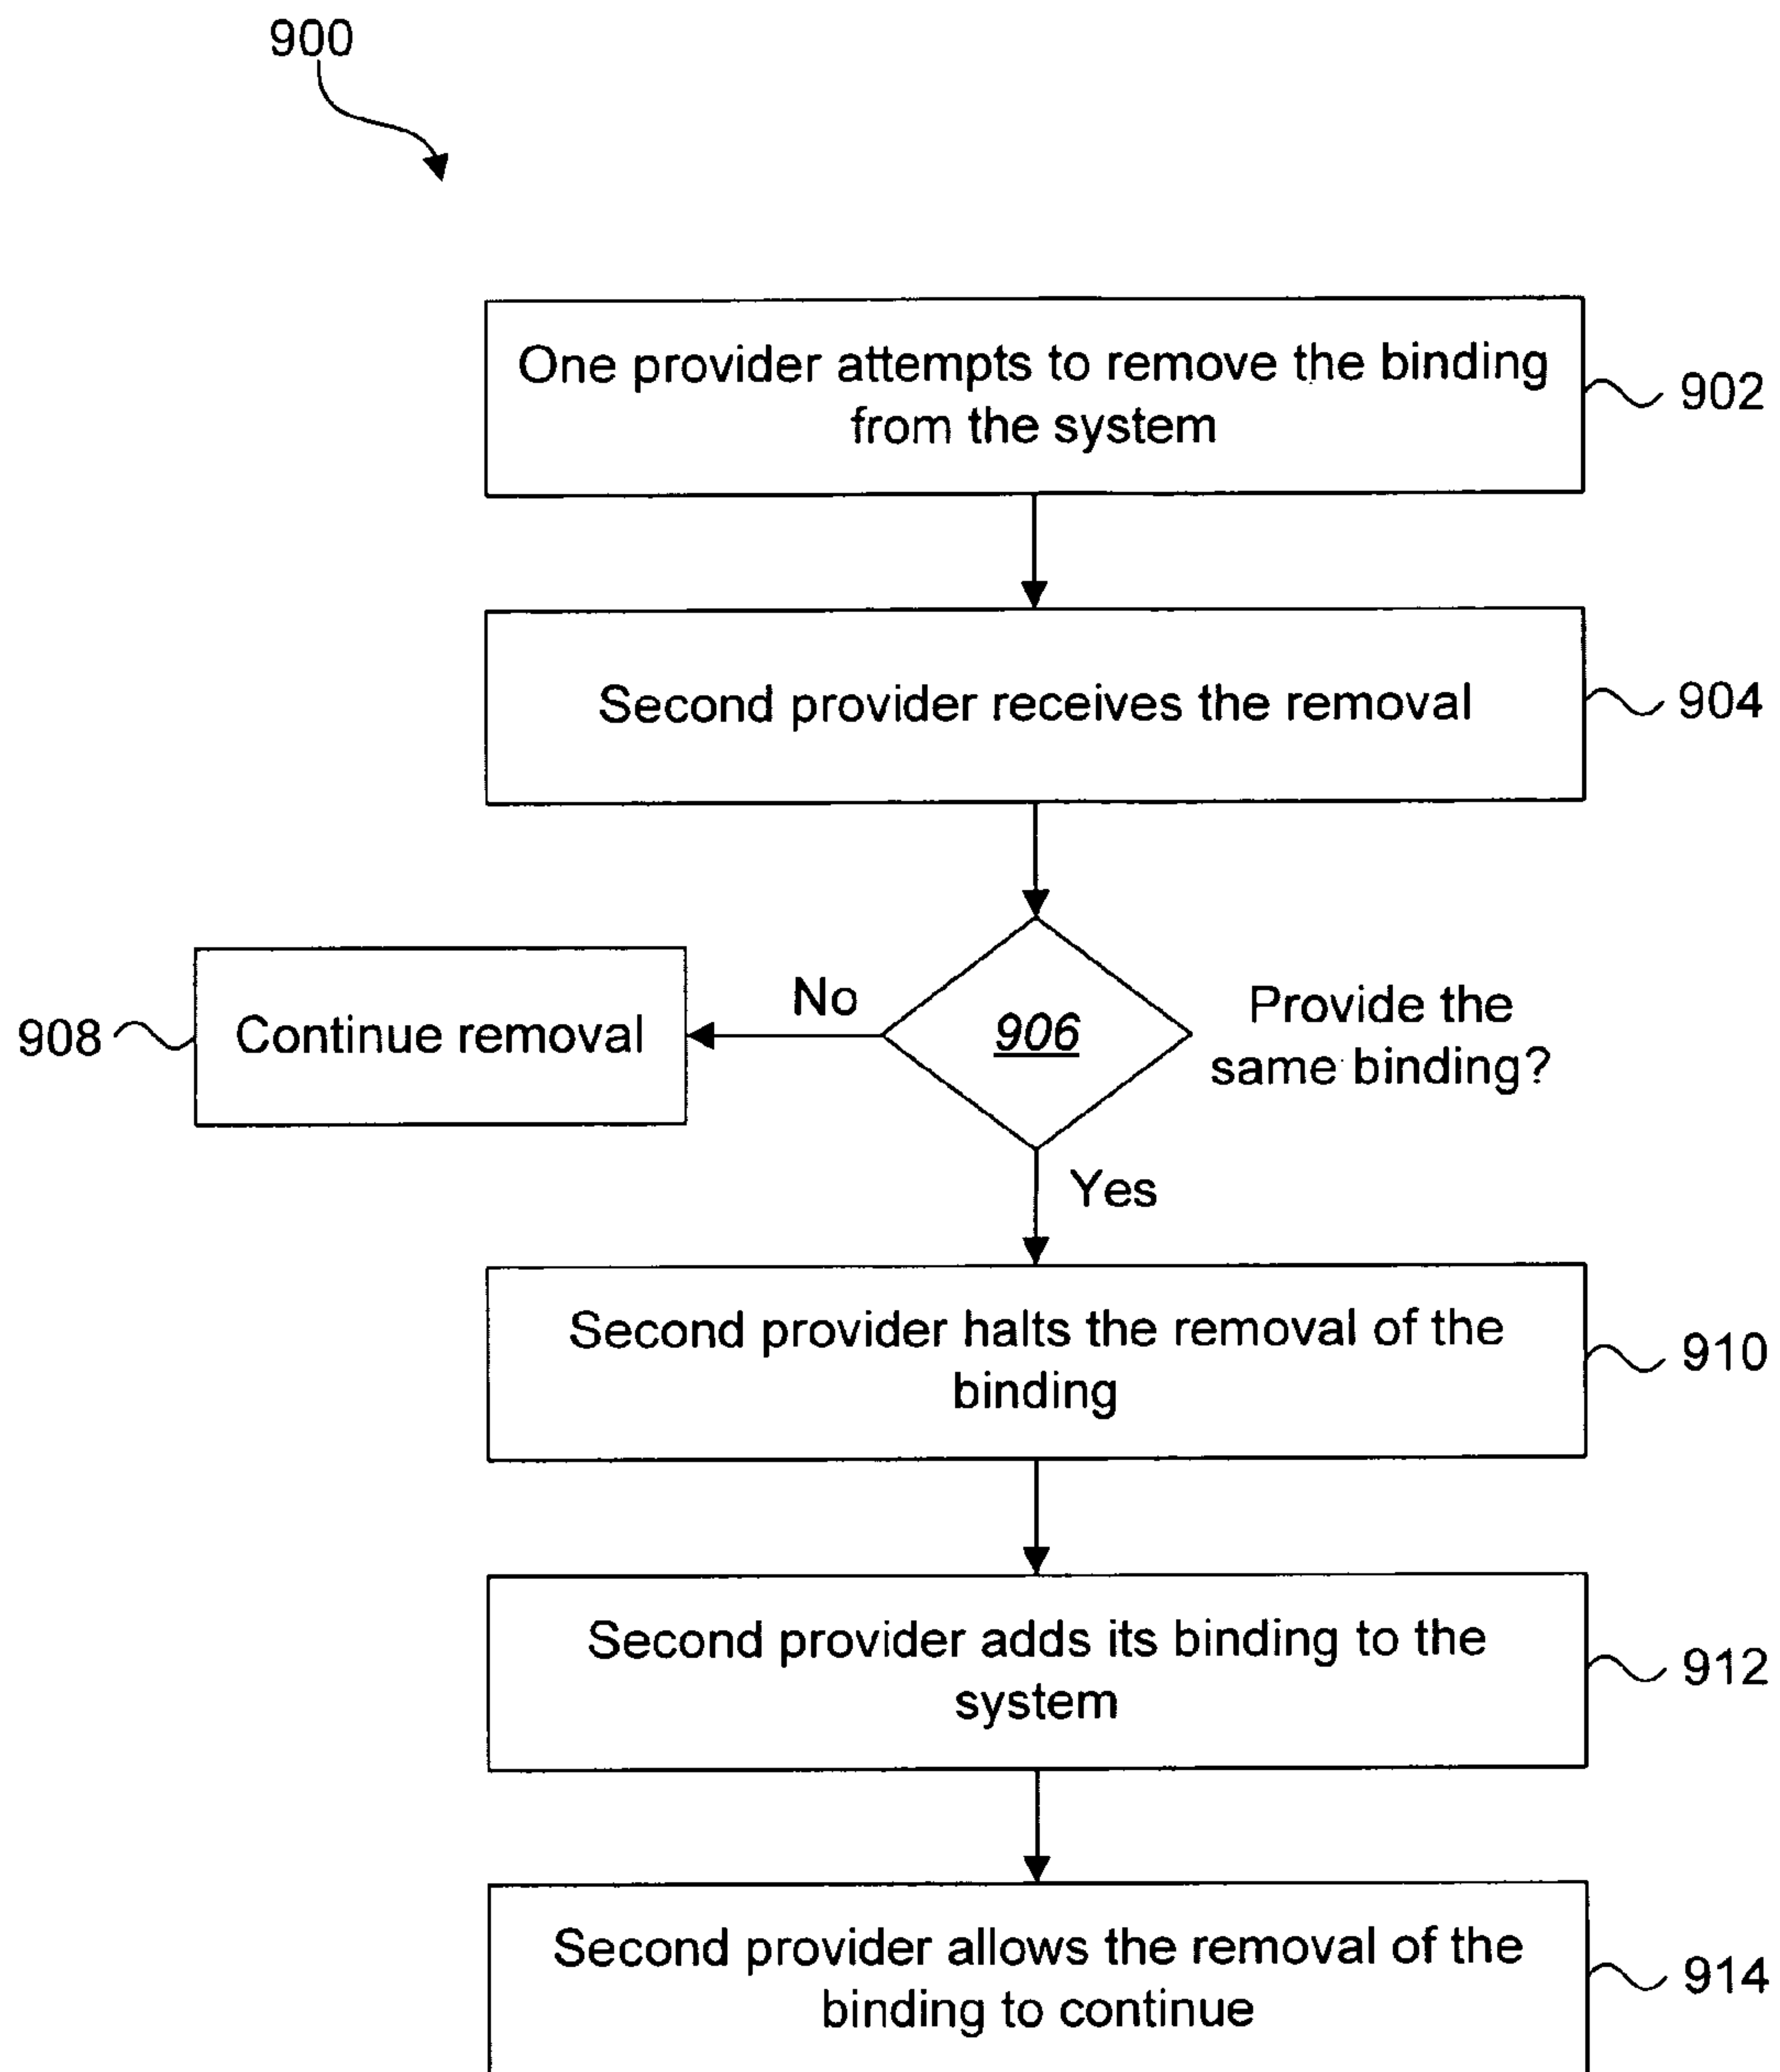 900
One provider attempts to remove the binding
from the system
902
Second provider receives the removal
904
908
Continue removal
No
906
Provide the
same binding?
Yes
Second provider halts the removal of the
binding
910
Second provider adds its binding to the
system
912
Second provider allows the removal of the
binding to continue
914